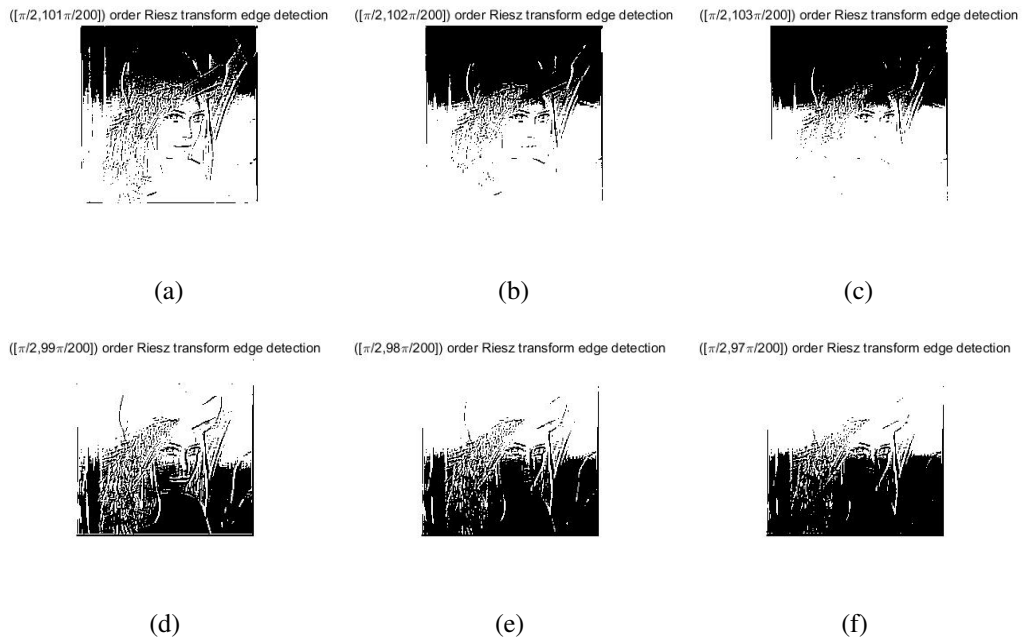 ([π/2,101π/200]) order Riesz transform edge detection
([π/2,102π/200]) order Riesz transform edge detection
([π/2,103π/200]) order Riesz transform edge detection
(a)
(b)
(c)
([π/2,99π/200]) order Riesz transform edge detection
([π/2,98π/200]) order Riesz transform edge detection
([π/2,97π/200]) order Riesz transform edge detection
(d)
(e)
(f)